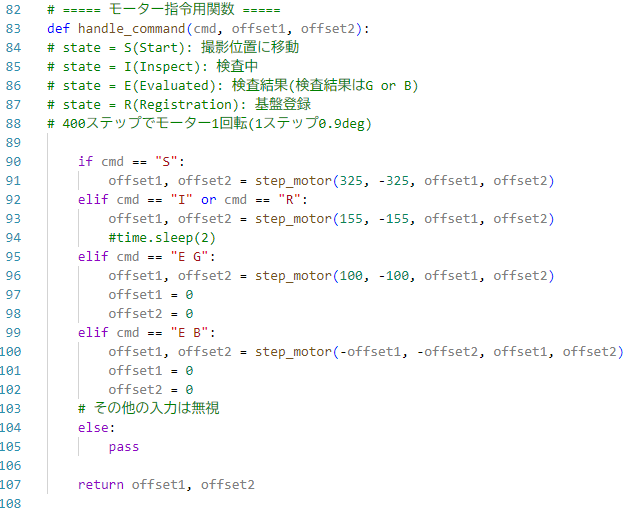 82 # ===== モーター指令用関数 =====
83 def handle_command(cmd, offset1, offset2):
84 # state = S(Start): 撮影位置に移動
85 # state = I(Inspect): 検査中
86 # state = E(Evaluated): 検査結果(検査結果はG or B)
87 # state = R(Registration): 基盤登録
88 # 400ステップでモーター1回転(1ステップ0.9deg)
89
90     if cmd == "S":
91         offset1, offset2 = step_motor(325, -325, offset1, offset2)
92     elif cmd == "I" or cmd == "R":
93         offset1, offset2 = step_motor(155, -155, offset1, offset2)
94         #time.sleep(2)
95     elif cmd == "E G":
96         offset1, offset2 = step_motor(100, -100, offset1, offset2)
97         offset1 = 0
98         offset2 = 0
99     elif cmd == "E B":
100         offset1, offset2 = step_motor(-offset1, -offset2, offset1, offset2)
101         offset1 = 0
102         offset2 = 0
103     # その他の入力は無視
104     else:
105         pass
106
107     return offset1, offset2
108